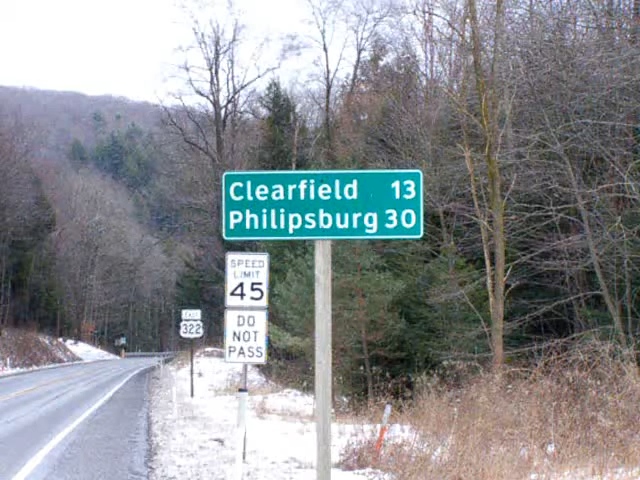 Clearfield 13
Philipsburg 30
SPEED
LIMIT
45
DO
NOT
PASS
EAST
322